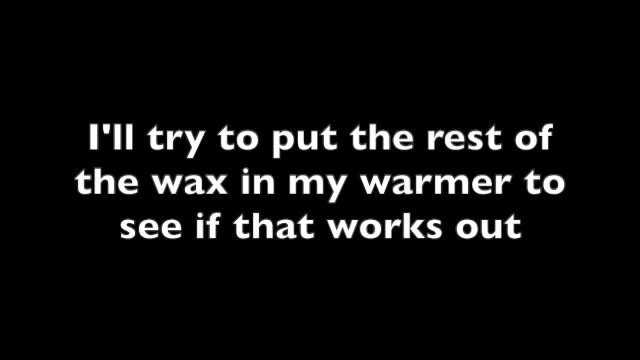 I'll try to put the rest of
the wax in my warmer to
see if that works out